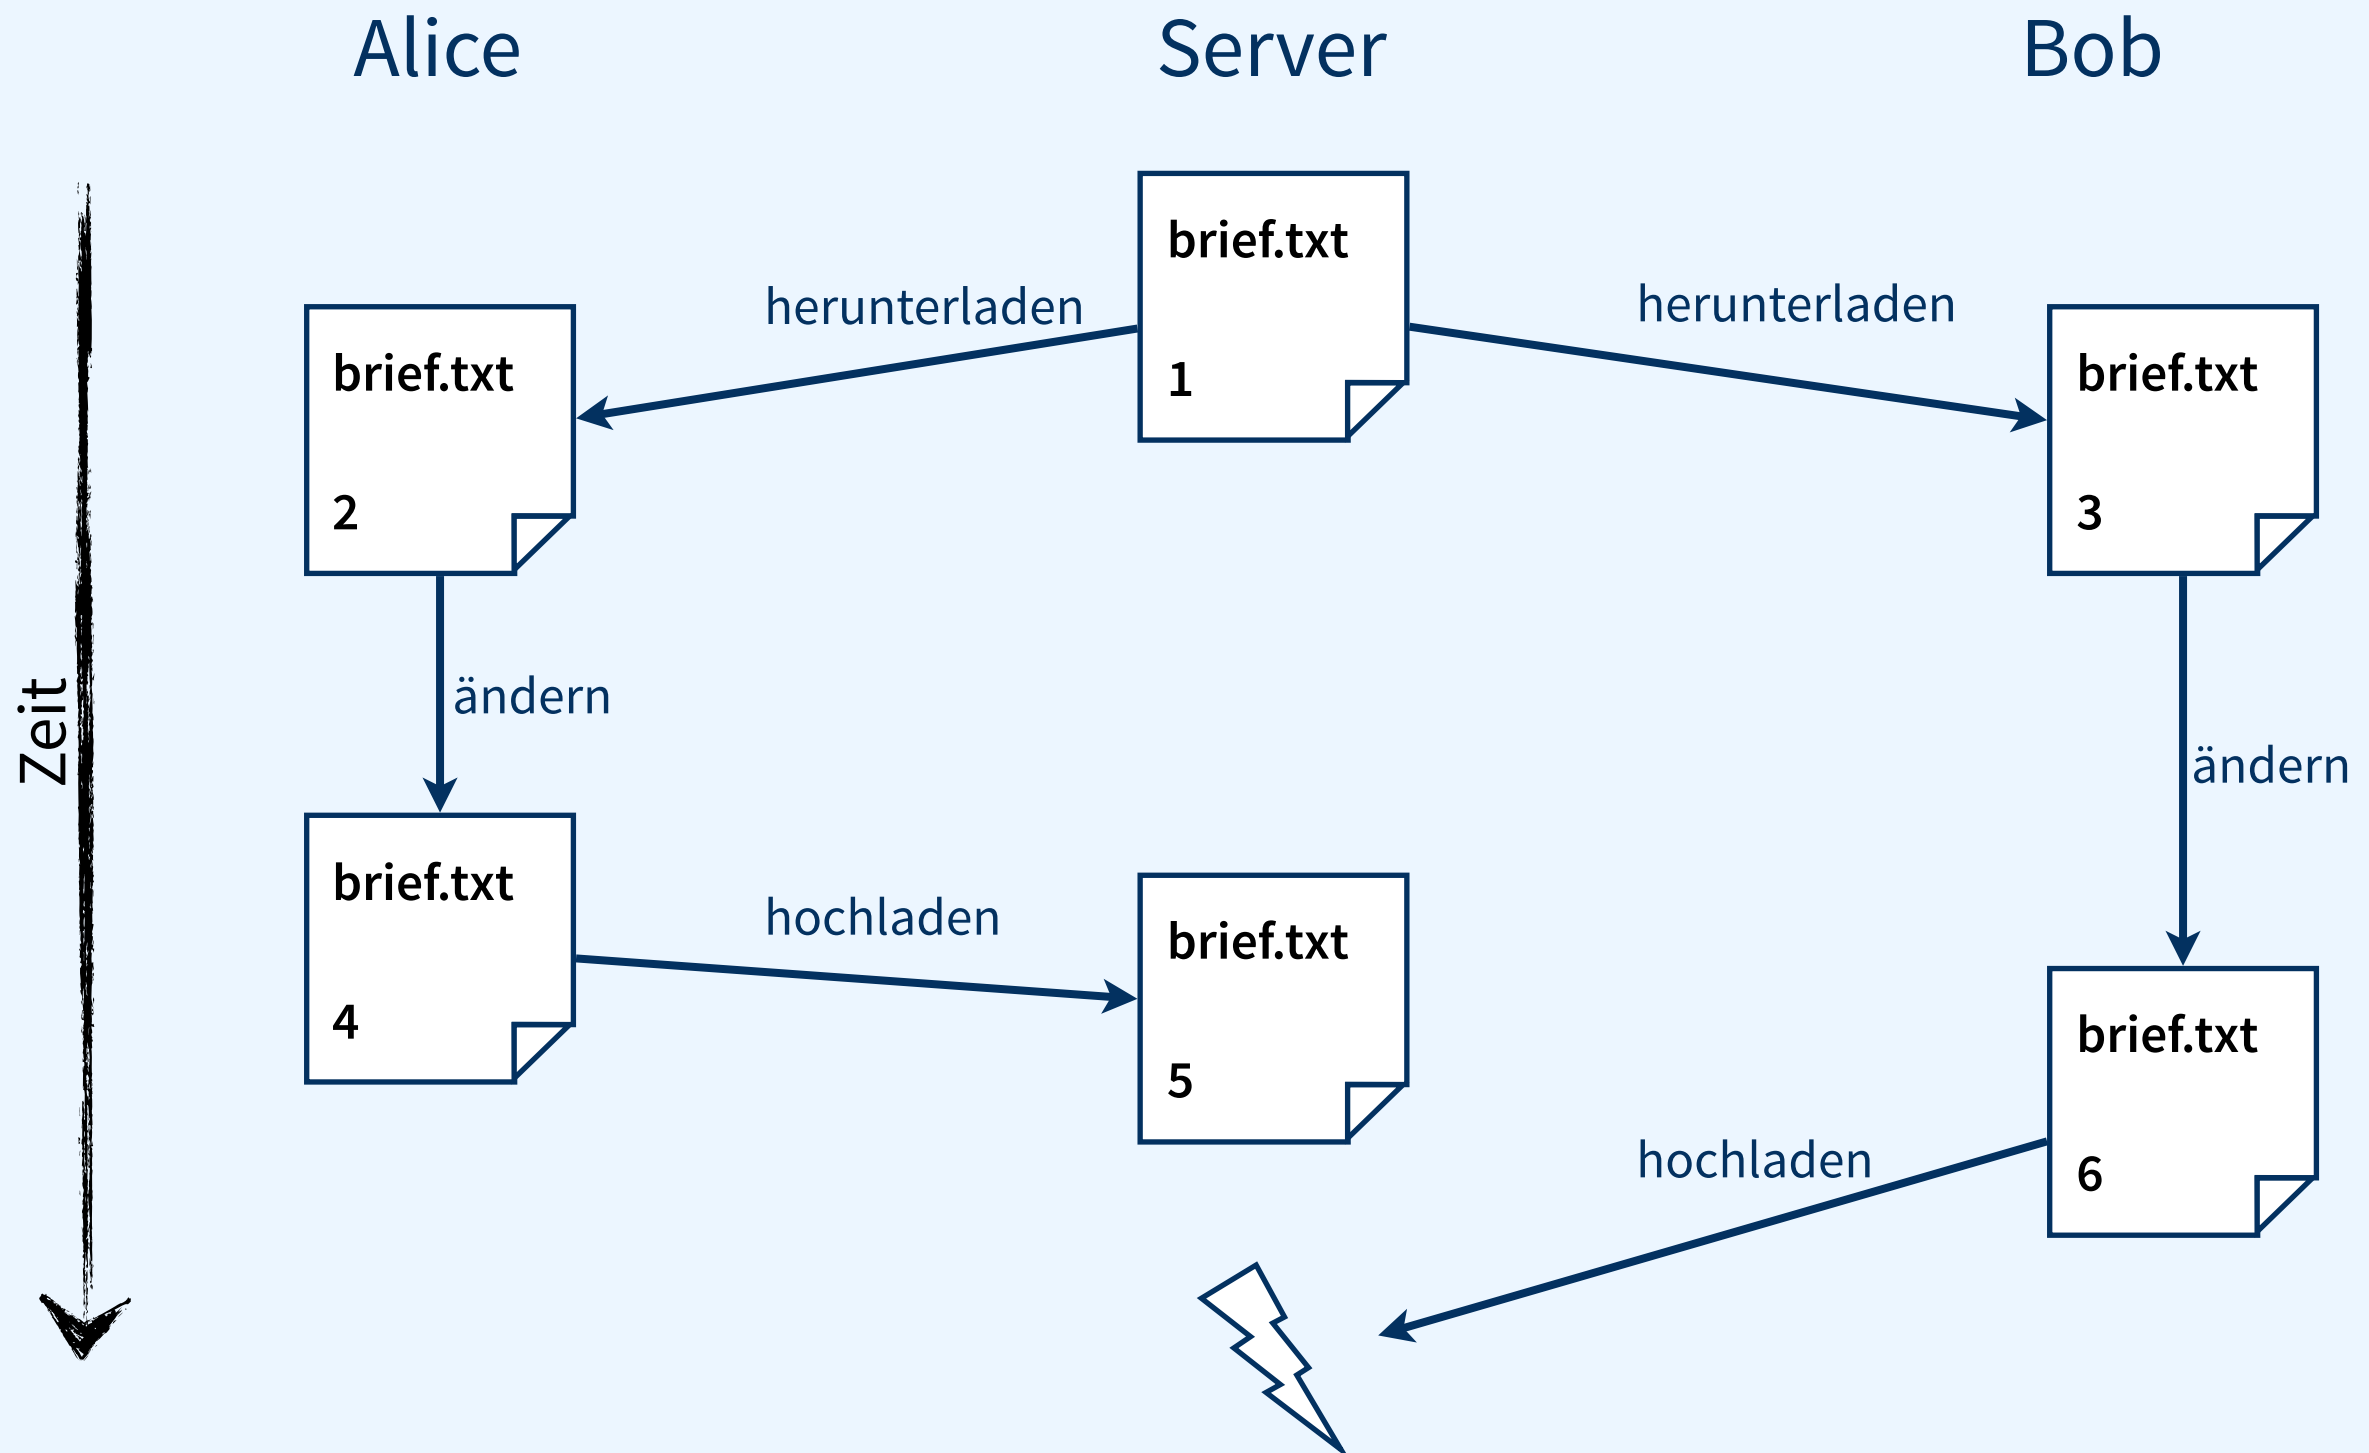 Alice
Server
Bob
brief.txt
1
herunterladen
herunterladen
brief.txt
2
brief.txt
3
ändern
Zeit
ändern
brief.txt
4
hochladen
brief.txt
5
brief.txt
6
hochladen